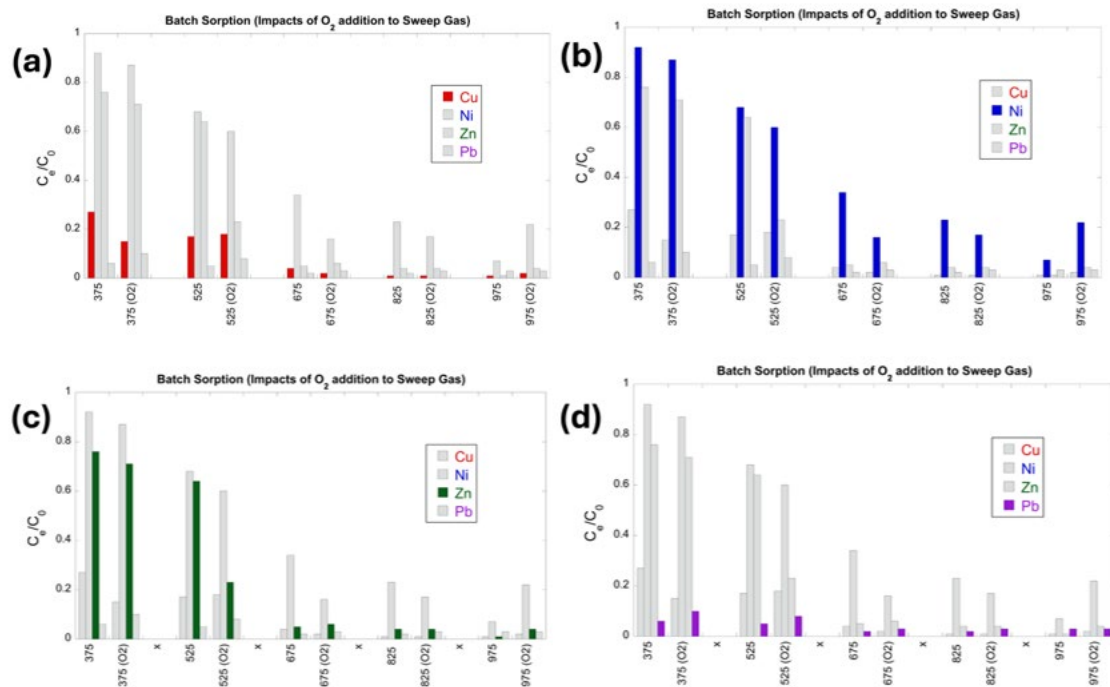 Batch Sorption (Impacts of O2 addition to Sweep Gas)
(a)
1
0.8
0.6
0.4
0.2
0
Ce/C0
Cu
Ni
Zn
Pb
375
375 (O2)
525
525 (O2)
675
675 (O2)
825
825 (O2)
975
975 (O2)
Batch Sorption (Impacts of O2 addition to Sweep Gas)
(b)
1
0.8
0.6
0.4
0.2
0
Ce/C0
Cu
Ni
Zn
Pb
375
375 (O2)
525
525 (O2)
675
675 (O2)
825
825 (O2)
975
975 (O2)
Batch Sorption (Impacts of O2 addition to Sweep Gas)
(c)
1
0.8
0.6
0.4
0.2
0
Ce/C0
Cu
Ni
Zn
Pb
375
375 (O2)
x
525
525 (O2)
x
675
675 (O2)
x
825
825 (O2)
x
975
975 (O2)
Batch Sorption (Impacts of O2 addition to Sweep Gas)
(d)
1
0.8
0.6
0.4
0.2
0
Ce/C0
Cu
Ni
Zn
Pb
375
375 (O2)
x
525
525 (O2)
x
675
675 (O2)
x
825
825 (O2)
x
975
975 (O2)